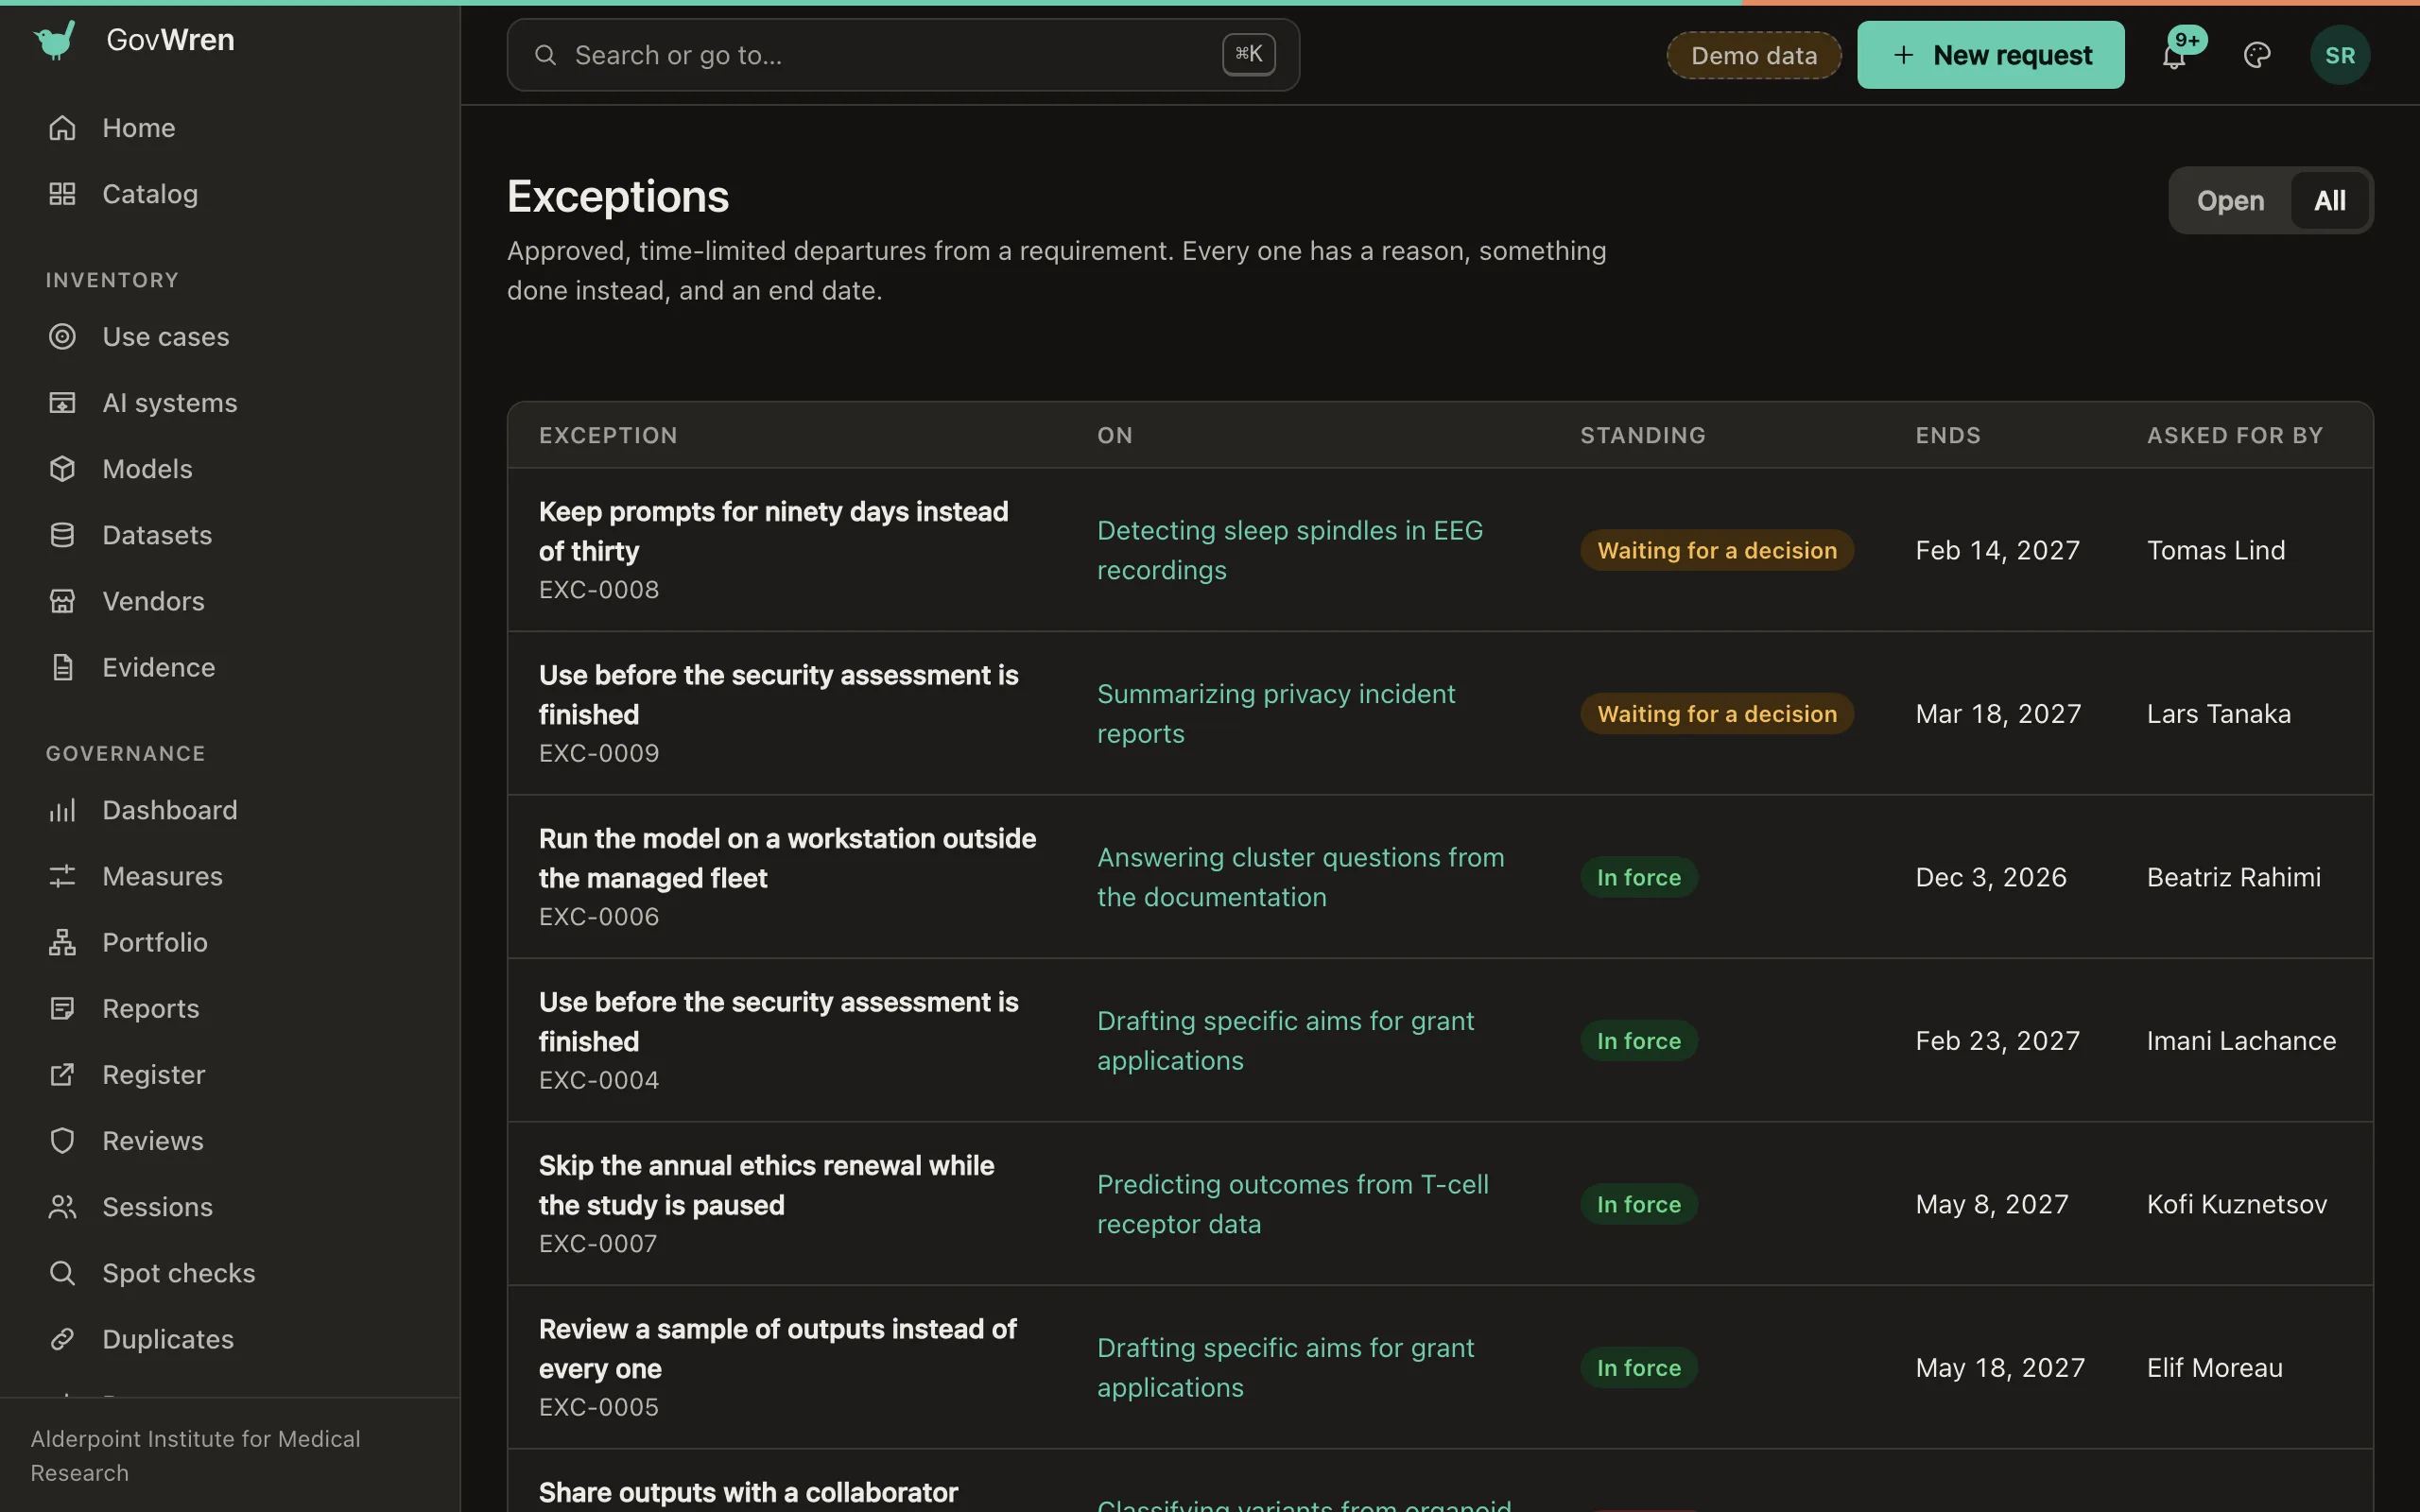 GovWren
Search or go to...
⌘K
Demo data
+ New request
9+
SR
Home
Catalog
INVENTORY
Use cases
AI systems
Models
Datasets
Vendors
Evidence
GOVERNANCE
Dashboard
Measures
Portfolio
Reports
Register
Reviews
Sessions
Spot checks
Duplicates
Alderpoint Institute for Medical
Research
Exceptions
Approved, time-limited departures from a requirement. Every one has a reason, something
done instead, and an end date.
Open
All
EXCEPTION ON STANDING ENDS ASKED FOR BY
Keep prompts for ninety days instead
of thirty
EXC-0008
Detecting sleep spindles in EEG
recordings
Waiting for a decision
Feb 14, 2027
Tomas Lind
Use before the security assessment is
finished
EXC-0009
Summarizing privacy incident
reports
Waiting for a decision
Mar 18, 2027
Lars Tanaka
Run the model on a workstation outside
the managed fleet
EXC-0006
Answering cluster questions from
the documentation
In force
Dec 3, 2026
Beatriz Rahimi
Use before the security assessment is
finished
EXC-0004
Drafting specific aims for grant
applications
In force
Feb 23, 2027
Imani Lachance
Skip the annual ethics renewal while
the study is paused
EXC-0007
Predicting outcomes from T-cell
receptor data
In force
May 8, 2027
Kofi Kuznetsov
Review a sample of outputs instead of
every one
EXC-0005
Drafting specific aims for grant
applications
In force
May 18, 2027
Elif Moreau
Share outputs with a collaborator
Classifying variants from organoid